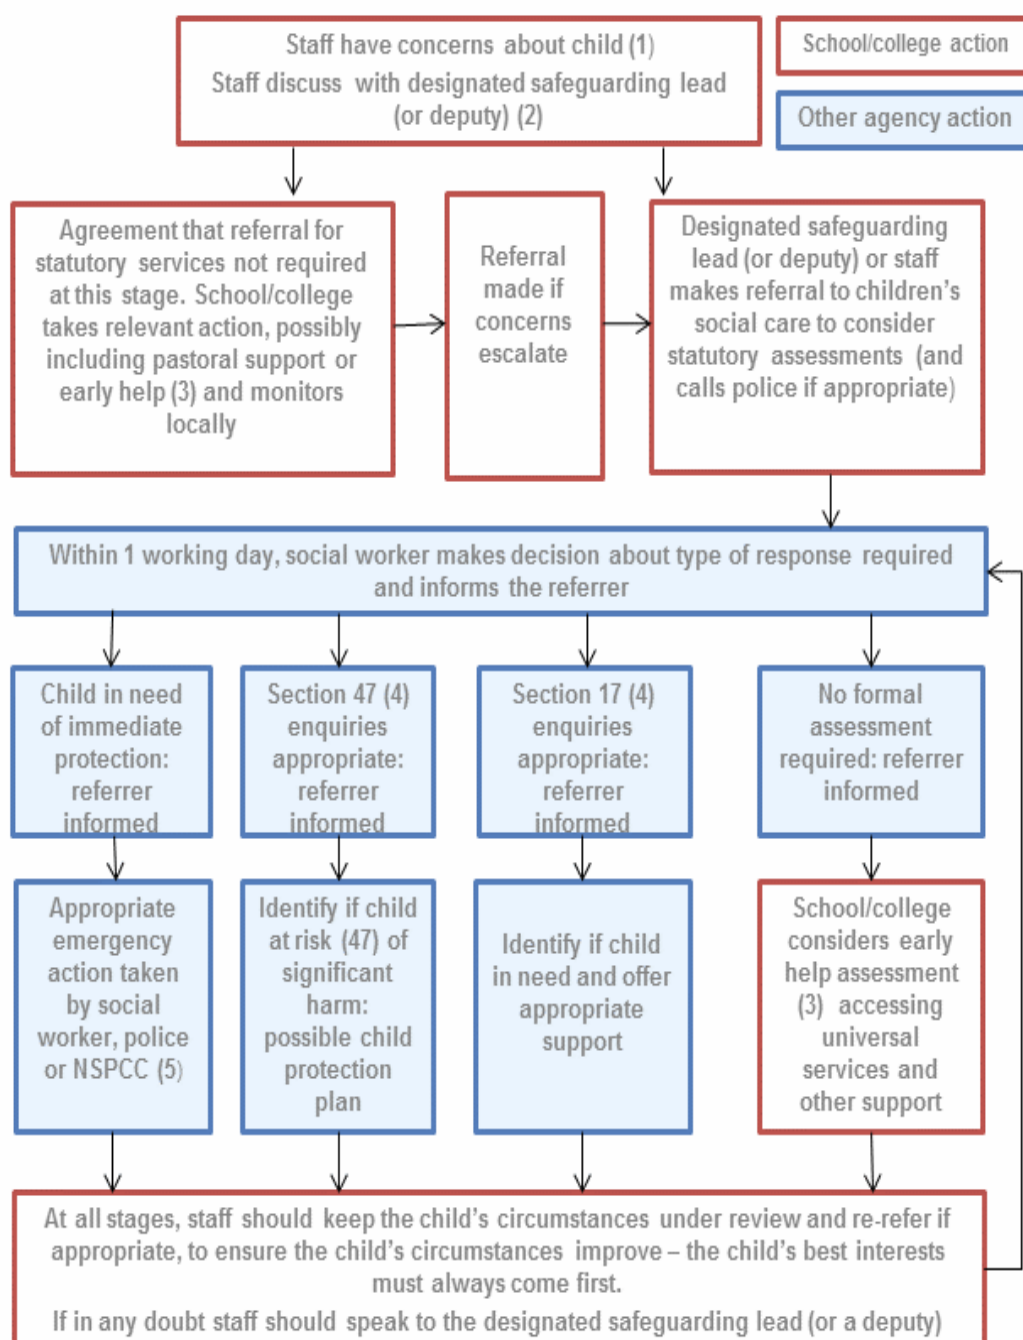 Staff have concerns about child (1)
Staff discuss with designated safeguarding lead
(or deputy) (2)
School/college action
Other agency action
Agreement that referral for
statutory services not required
at this stage. School/college
takes relevant action, possibly
including pastoral support or
early help (3) and monitors
locally
Referral
made if
concerns
escalate
Designated safeguarding
lead (or deputy) or staff
makes referral to children’s
social care to consider
statutory assessments (and
calls police if appropriate)
Within 1 working day, social worker makes decision about type of response required
and informs the referrer
Child in need
of immediate
protection:
referrer
informed
Section 47 (4)
enquiries
appropriate:
referrer
informed
Section 17 (4)
enquiries
appropriate:
referrer
informed
No formal
assessment
required: referrer
informed
Appropriate
emergency
action taken
by social
worker, police
or NSPCC (5)
Identify if child
at risk (47) of
significant
harm:
possible child
protection
plan
Identify if child
in need and offer
appropriate
support
School/college
considers early
help assessment
(3) accessing
universal
services and
other support
At all stages, staff should keep the child’s circumstances under review and re-refer if
appropriate, to ensure the child’s circumstances improve – the child’s best interests
must always come first.
If in any doubt staff should speak to the designated safeguarding lead (or a deputy)